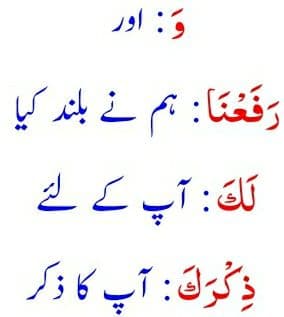 وَ: اور
رَفَعْنَا: ہم نے بلند کیا
لَكَ: آپ کے لئے
ذِكْرَكَ: آپ کا ذکر